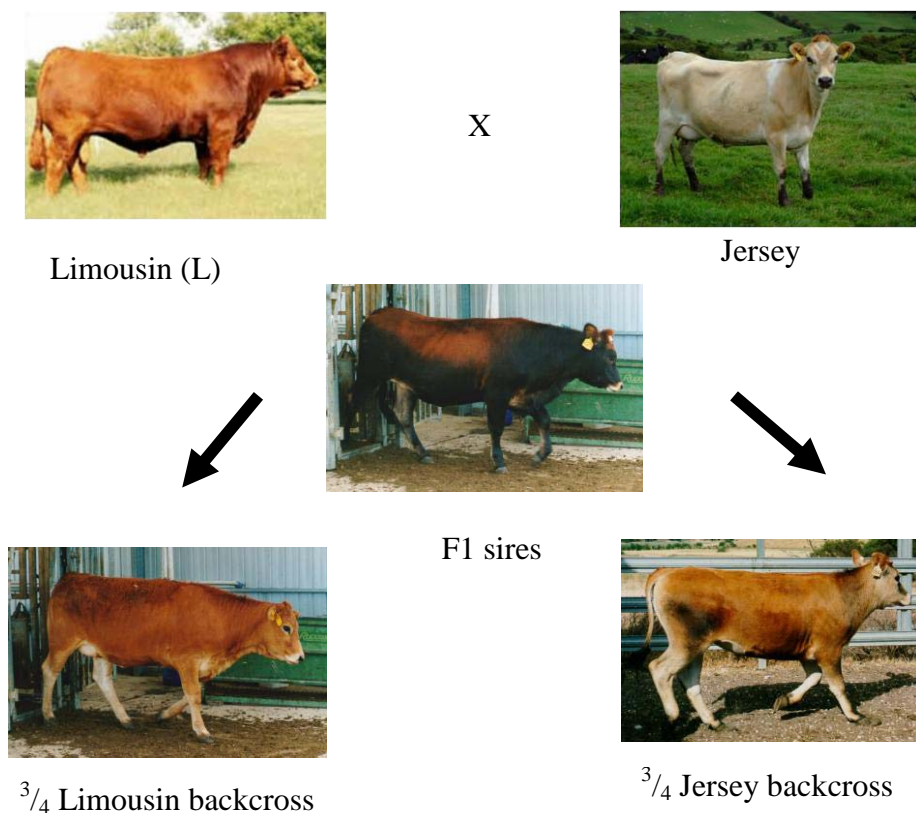 X
Limousin (L)
Jersey
F1 sires
3/4 Limousin backcross
3/4 Jersey backcross